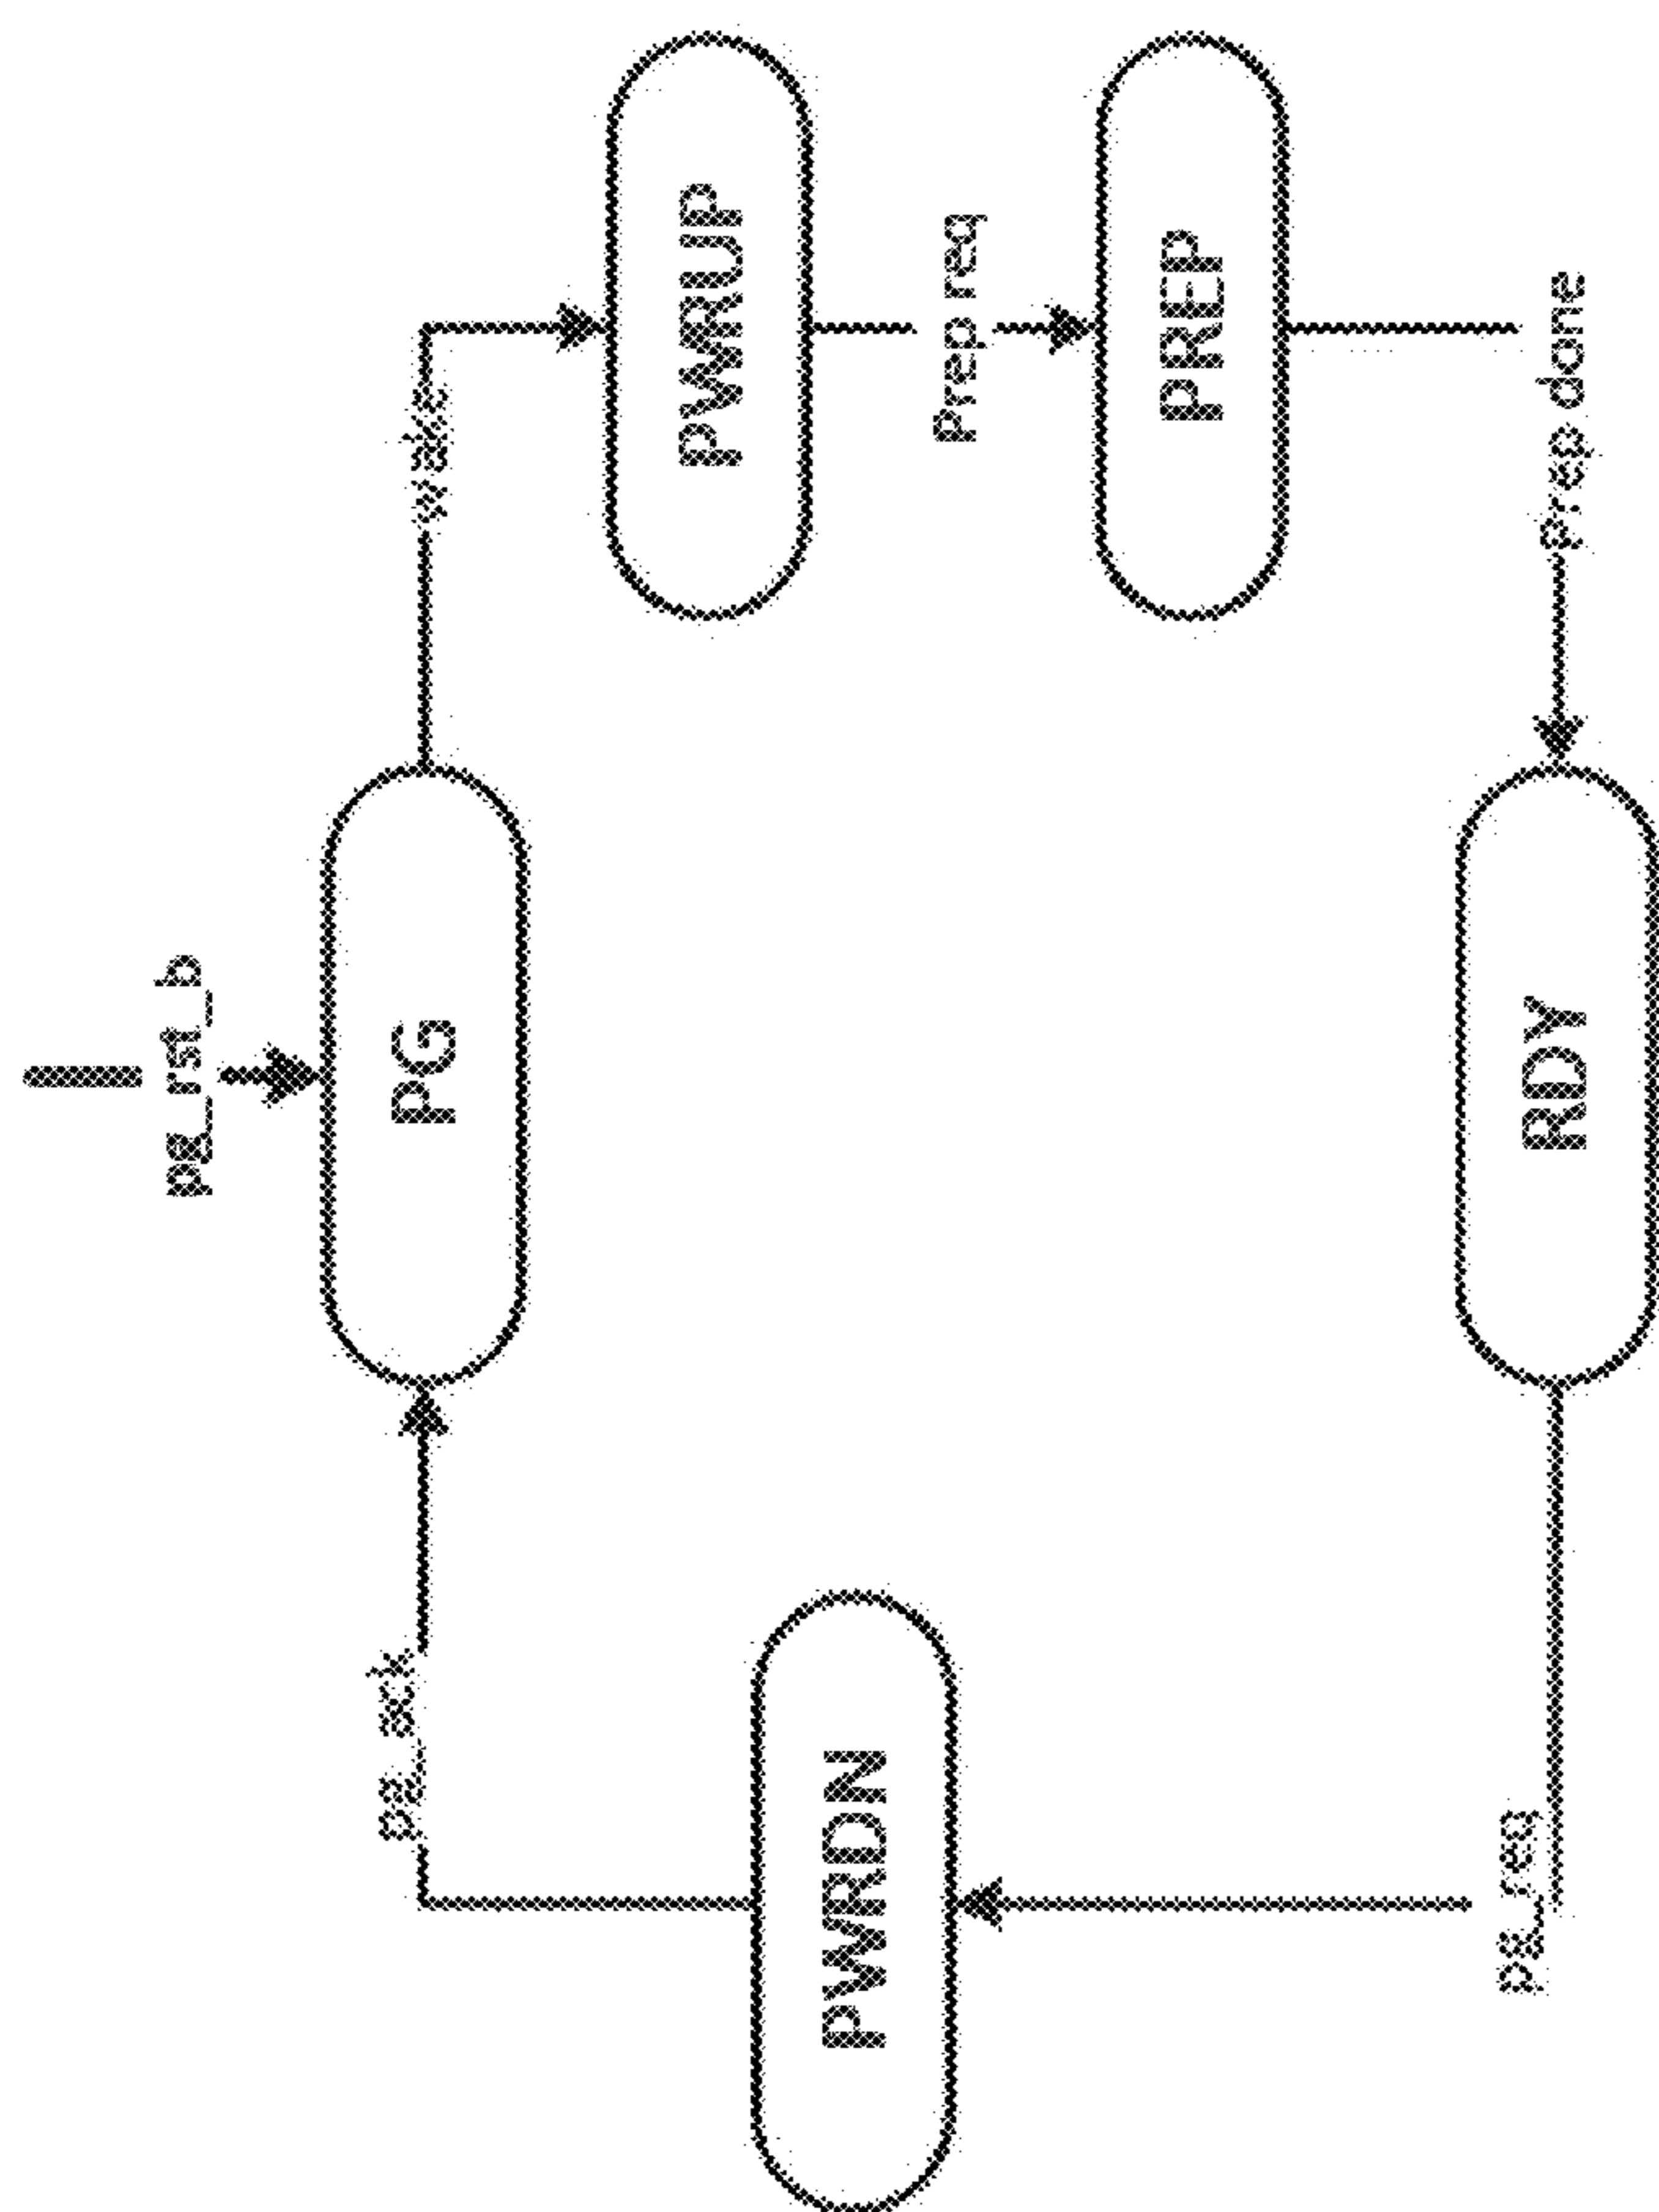 pg_rst_b
PG
wake
PWRUP
Prep req
PREP
Prep done
RDY
pg_req
PWRDN
pg_ack